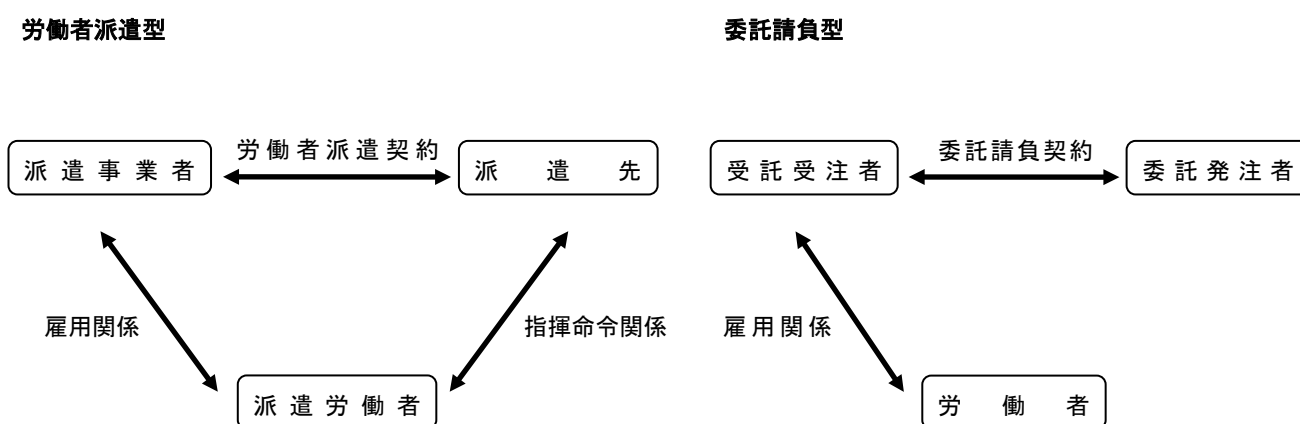 労働者派遣型
委託請負型
労働者派遣契約
派遣事業者
派遣先
委託請負契約
受託受注者
委託発注者
雇用関係
指揮命令関係
雇用関係
派遣労働者
労働者